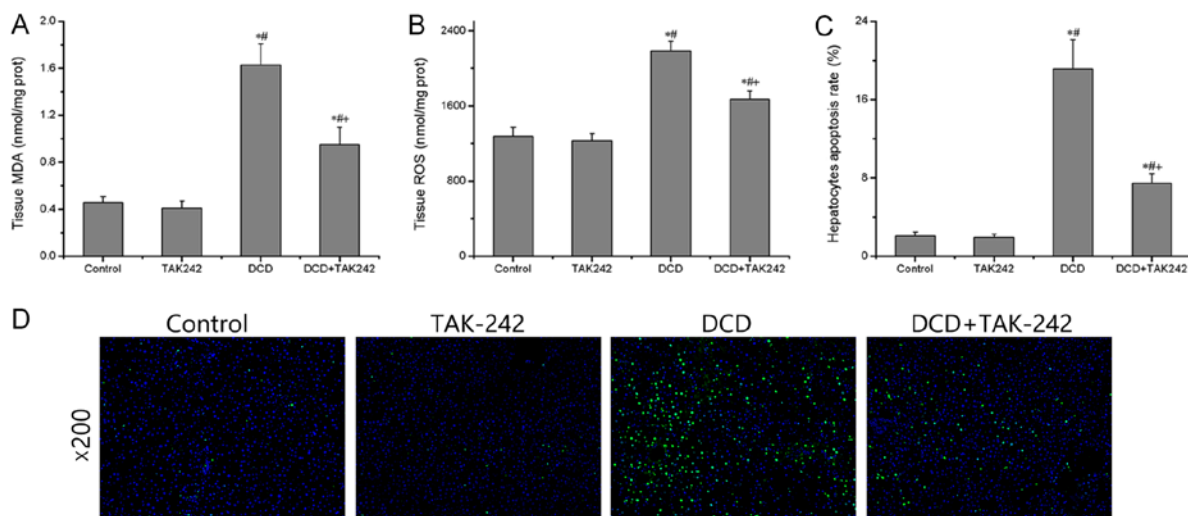 A
Tissue MDA (nmol/mg prot)
2.0
1.6
1.2
0.8
0.4
0.0
*#
*#+
Control
TAK242
DCD
DCD+TAK242
B
Tissue ROS (nmol/mg prot)
2400
1600
800
0
*#
*#+
Control
TAK242
DCD
DCD+TAK242
C
Hepatocytes apoptosis rate (%)
24
16
8
0
*#
*#+
Control
TAK242
DCD
DCD+TAK242
D
Control
TAK-242
DCD
DCD+TAK-242
x200